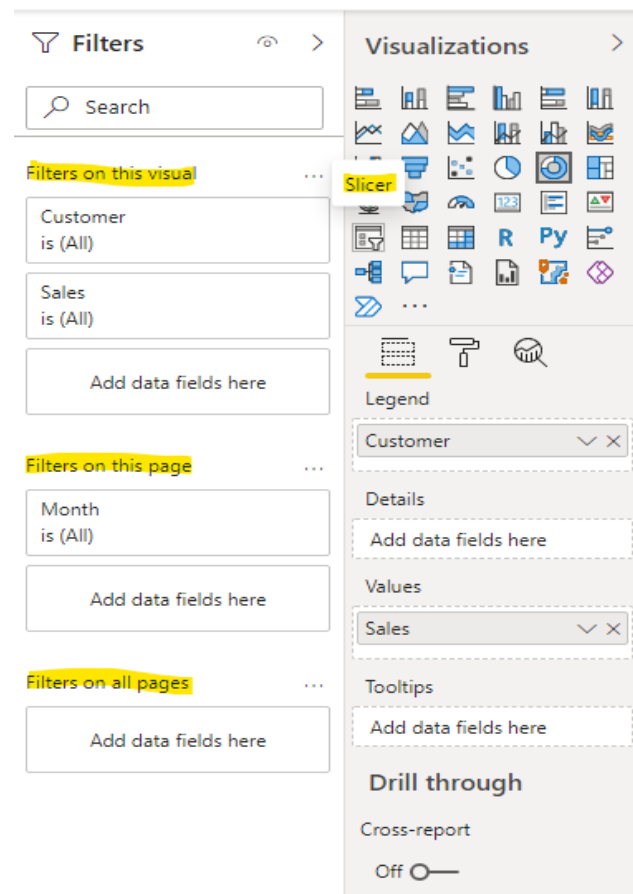 Filters
Search
Filters on this visual
...
Customer
is (All)
Sales
is (All)
Add data fields here
Filters on this page
...
Month
is (All)
Add data fields here
Filters on all pages
...
Add data fields here
Visualizations
Slicer
123
R
Py
...
Legend
Customer
Details
Add data fields here
Values
Sales
Tooltips
Add data fields here
Drill through
Cross-report
Off